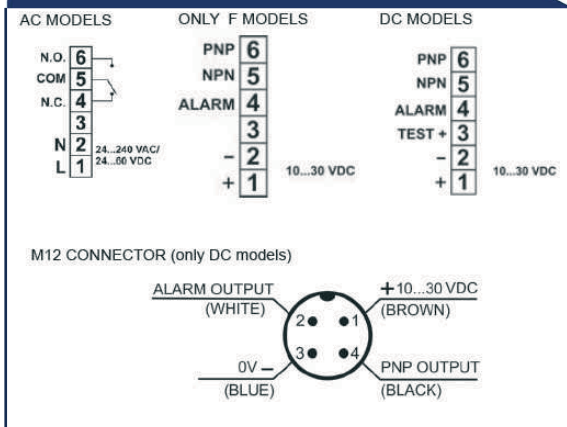 AC MODELS
N.O. 6
COM 5
N.C. 4
3
N 2 24...240 VAC/
L 1 24...60 VDC
ONLY F MODELS
PNP 6
NPN 5
ALARM 4
3
– 2
+ 1 10...30 VDC
DC MODELS
PNP 6
NPN 5
ALARM 4
TEST + 3
– 2
+ 1 10...30 VDC
M12 CONNECTOR (only DC models)
ALARM OUTPUT
(WHITE)
+10...30 VDC
(BROWN)
2 1
3 4
0V –
(BLUE)
PNP OUTPUT
(BLACK)